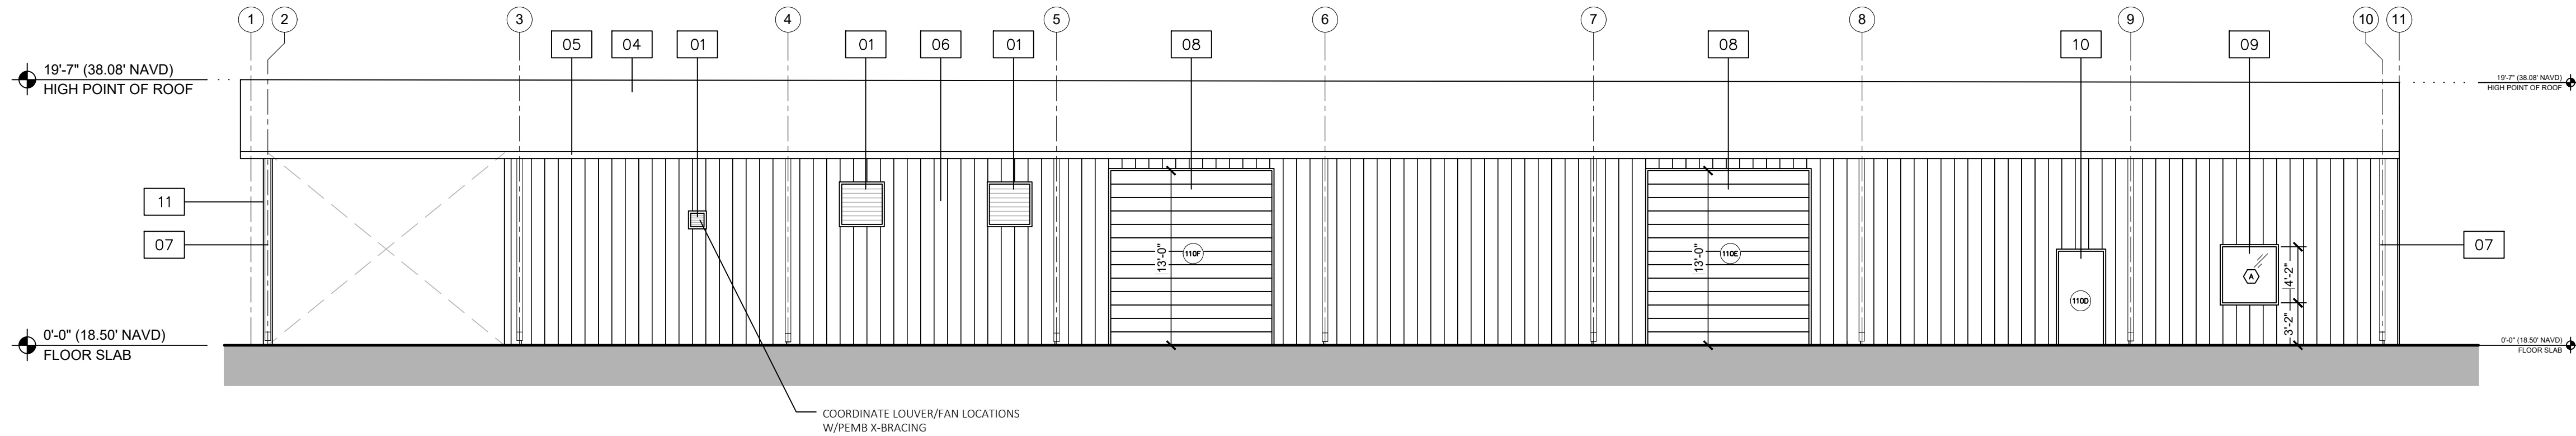 1 2 3 4 5 6 7 8 9 10 11
05 04 01 01 06 01 08 08 10 09
19'-7" (38.08' NAVD)
HIGH POINT OF ROOF
19'-7" (38.08' NAVD)
HIGH POINT OF ROOF
11
07
07
13'-0"
110F
13'-0"
110E
110D
A
4'-2"
3'-2"
0'-0" (18.50' NAVD)
FLOOR SLAB
0'-0" (18.50' NAVD)
FLOOR SLAB
COORDINATE LOUVER/FAN LOCATIONS
W/PEMB X-BRACING